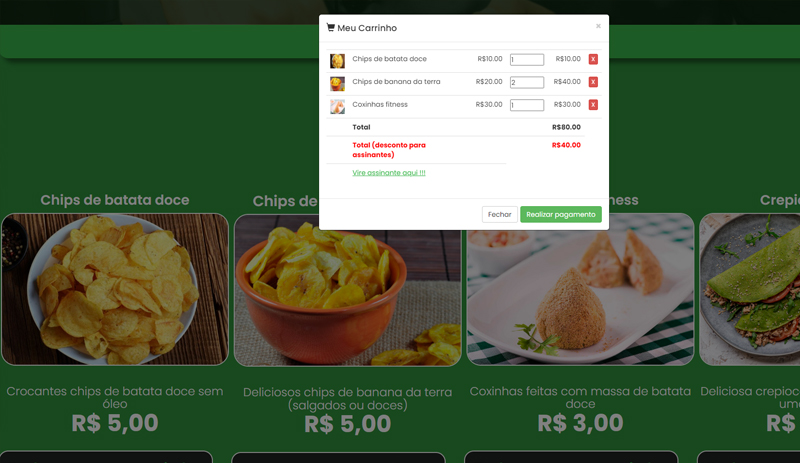 Meu Carrinho ×
Chips de batata doce R$10.00 1 R$10.00 X
Chips de banana da terra R$20.00 2 R$40.00 X
Coxinhas fitness R$30.00 1 R$30.00 X
Total R$80.00
Total (desconto para assinantes) R$40.00
Vire assinante aqui !!!
Fechar Realizar pagamento
Chips de batata doce
Chips de
ness
Crepio
Crocantes chips de batata doce sem
óleo
R$ 5,00
Deliciosos chips de banana da terra
(salgados ou doces)
R$ 5,00
Coxinhas feitas com massa de batata
doce
R$ 3,00
Deliciosa crepioc
um
R$